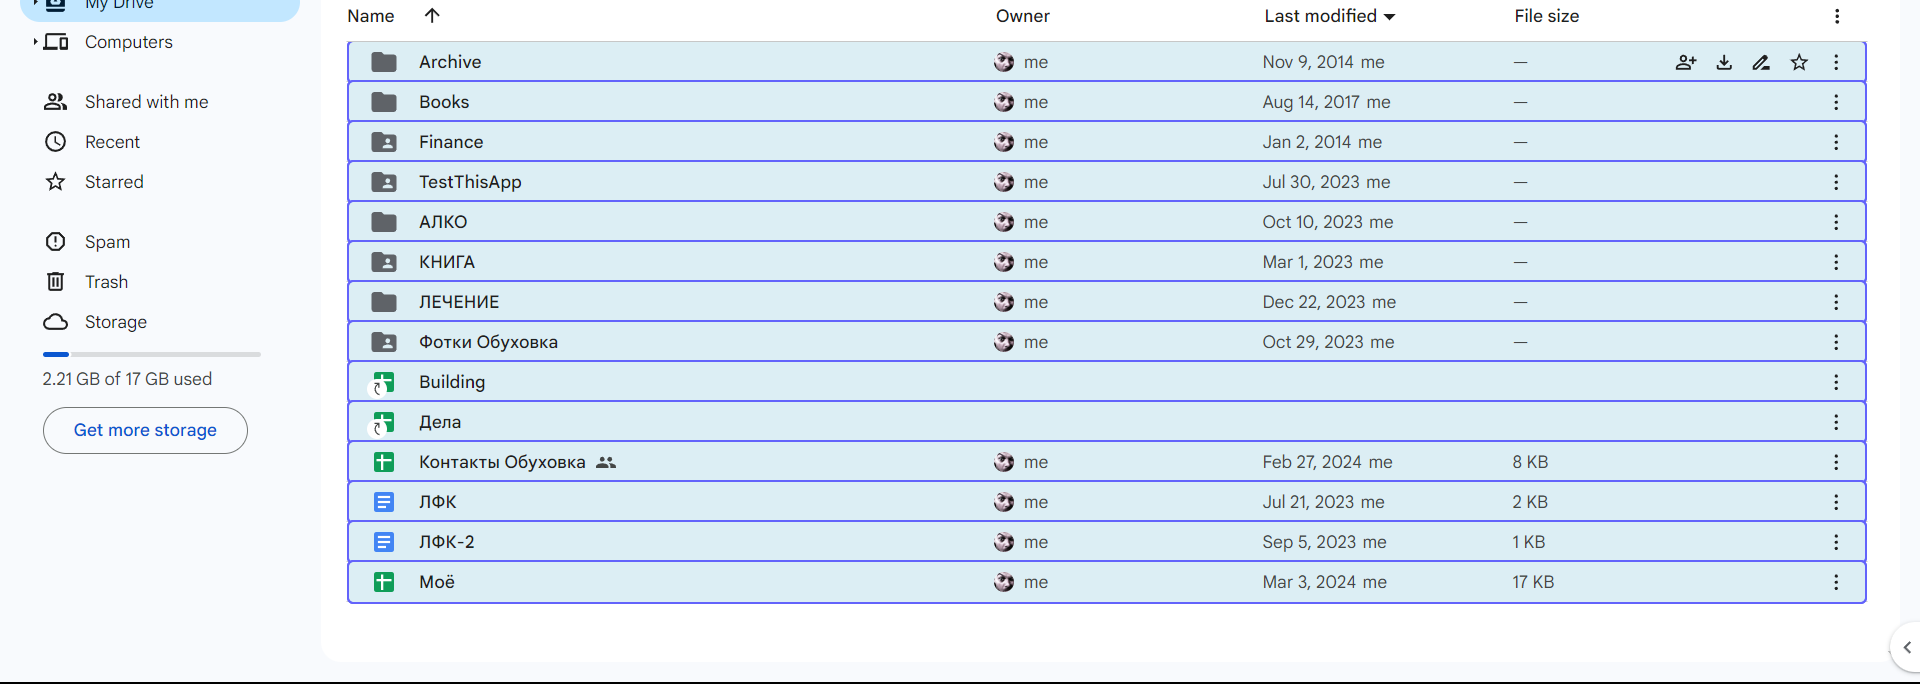 My Drive
Computers
Shared with me
Recent
Starred
Spam
Trash
Storage
2.21 GB of 17 GB used
Get more storage
Name Owner Last modified File size
Archive me Nov 9, 2014 me —
Books me Aug 14, 2017 me —
Finance me Jan 2, 2014 me —
TestThisApp me Jul 30, 2023 me —
АЛКО me Oct 10, 2023 me —
КНИГА me Mar 1, 2023 me —
ЛЕЧЕНИЕ me Dec 22, 2023 me —
Фотки Обуховка me Oct 29, 2023 me —
Building
Дела
Контакты Обуховка me Feb 27, 2024 me 8 KB
ЛФК me Jul 21, 2023 me 2 KB
ЛФК-2 me Sep 5, 2023 me 1 KB
Моё me Mar 3, 2024 me 17 KB